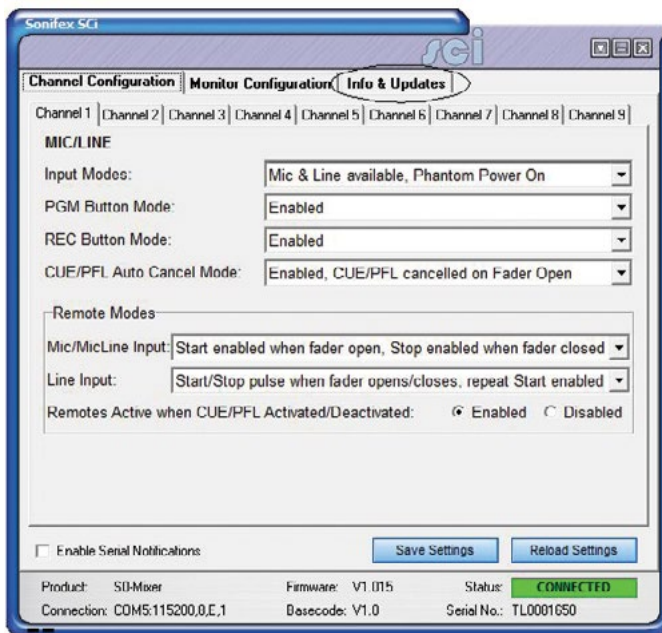 Sonifex SCi
sci
Channel Configuration Monitor Configuration Info & Updates
Channel 1 Channel 2 Channel 3 Channel 4 Channel 5 Channel 6 Channel 7 Channel 8 Channel 9
MIC/LINE
Input Modes: Mic & Line available, Phantom Power On
PGM Button Mode: Enabled
REC Button Mode: Enabled
CUE/PFL Auto Cancel Mode: Enabled, CUE/PFL cancelled on Fader Open
Remote Modes
Mic/MicLine Input: Start enabled when fader open, Stop enabled when fader closed
Line Input: Start/Stop pulse when fader opens/closes, repeat Start enabled
Remotes Active when CUE/PFL Activated/Deactivated: Enabled Disabled
Enable Serial Notifications Save Settings Reload Settings
Product: S0-Mixer Firmware: V1.015 Status: CONNECTED
Connection: COM5:115200,8,E,1 Basecode: V1.0 Serial No.: TL0081650